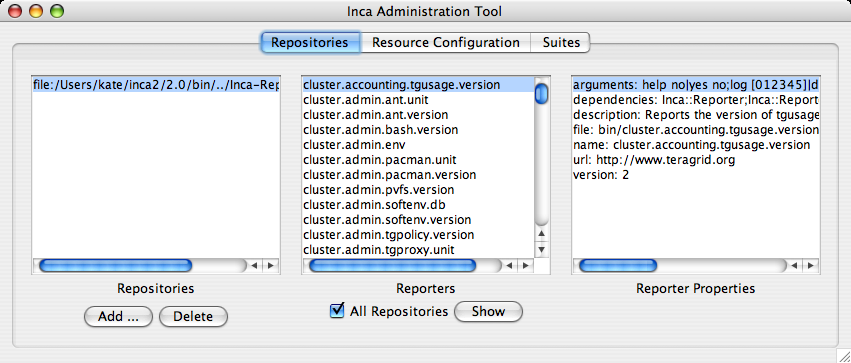 Inca Administration Tool
Repositories
Resource Configuration
Suites
file:/Users/kate/inca2/2.0/bin/../Inca-Rep
cluster.accounting.tgusage.version
cluster.admin.ant.unit
cluster.admin.ant.version
cluster.admin.bash.version
cluster.admin.env
cluster.admin.pacman.unit
cluster.admin.pacman.version
cluster.admin.pvfs.version
cluster.admin.softenv.db
cluster.admin.softenv.version
cluster.admin.tgpolicy.version
cluster.admin.tgproxy.unit
arguments: help no|yes no;log [012345]|d
dependencies: Inca::Reporter;Inca::Reporte
description: Reports the version of tgusage
file: bin/cluster.accounting.tgusage.version
name: cluster.accounting.tgusage.version
url: http://www.teragrid.org
version: 2
Repositories
Reporters
Reporter Properties
Add ...
Delete
All Repositories
Show